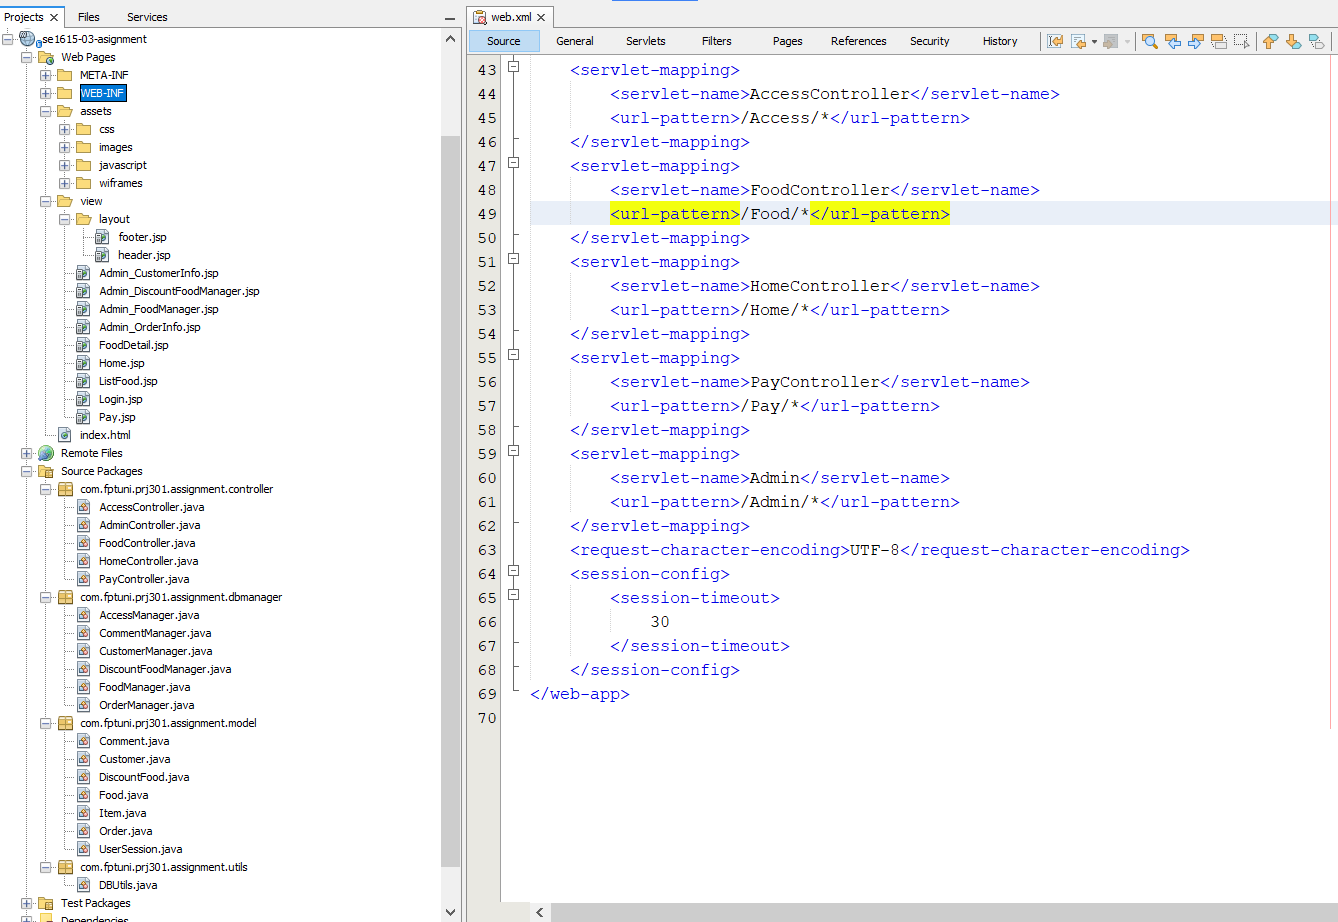 Projects
Files
Services
se1615-03-asignment
Web Pages
META-INF
WEB-INF
assets
css
images
javascript
wiframes
view
layout
footer.jsp
header.jsp
Admin_CustomerInfo.jsp
Admin_DiscountFoodManager.jsp
Admin_FoodManager.jsp
Admin_OrderInfo.jsp
FoodDetail.jsp
Home.jsp
ListFood.jsp
Login.jsp
Pay.jsp
index.html
Remote Files
Source Packages
com.fptuni.prj301.assignment.controller
AccessController.java
AdminController.java
FoodController.java
HomeController.java
PayController.java
com.fptuni.prj301.assignment.dbmanager
AccessManager.java
CommentManager.java
CustomerManager.java
DiscountFoodManager.java
FoodManager.java
OrderManager.java
com.fptuni.prj301.assignment.model
Comment.java
Customer.java
DiscountFood.java
Food.java
Item.java
Order.java
UserSession.java
com.fptuni.prj301.assignment.utils
DBUtils.java
Test Packages
Dependencies
web.xml
Source General Servlets Filters Pages References Security History
43 <servlet-mapping>
44 <servlet-name>AccessController</servlet-name>
45 <url-pattern>/Access/*</url-pattern>
46 </servlet-mapping>
47 <servlet-mapping>
48 <servlet-name>FoodController</servlet-name>
49 <url-pattern>/Food/*</url-pattern>
50 </servlet-mapping>
51 <servlet-mapping>
52 <servlet-name>HomeController</servlet-name>
53 <url-pattern>/Home/*</url-pattern>
54 </servlet-mapping>
55 <servlet-mapping>
56 <servlet-name>PayController</servlet-name>
57 <url-pattern>/Pay/*</url-pattern>
58 </servlet-mapping>
59 <servlet-mapping>
60 <servlet-name>Admin</servlet-name>
61 <url-pattern>/Admin/*</url-pattern>
62 </servlet-mapping>
63 <request-character-encoding>UTF-8</request-character-encoding>
64 <session-config>
65 <session-timeout>
66 30
67 </session-timeout>
68 </session-config>
69 </web-app>
70